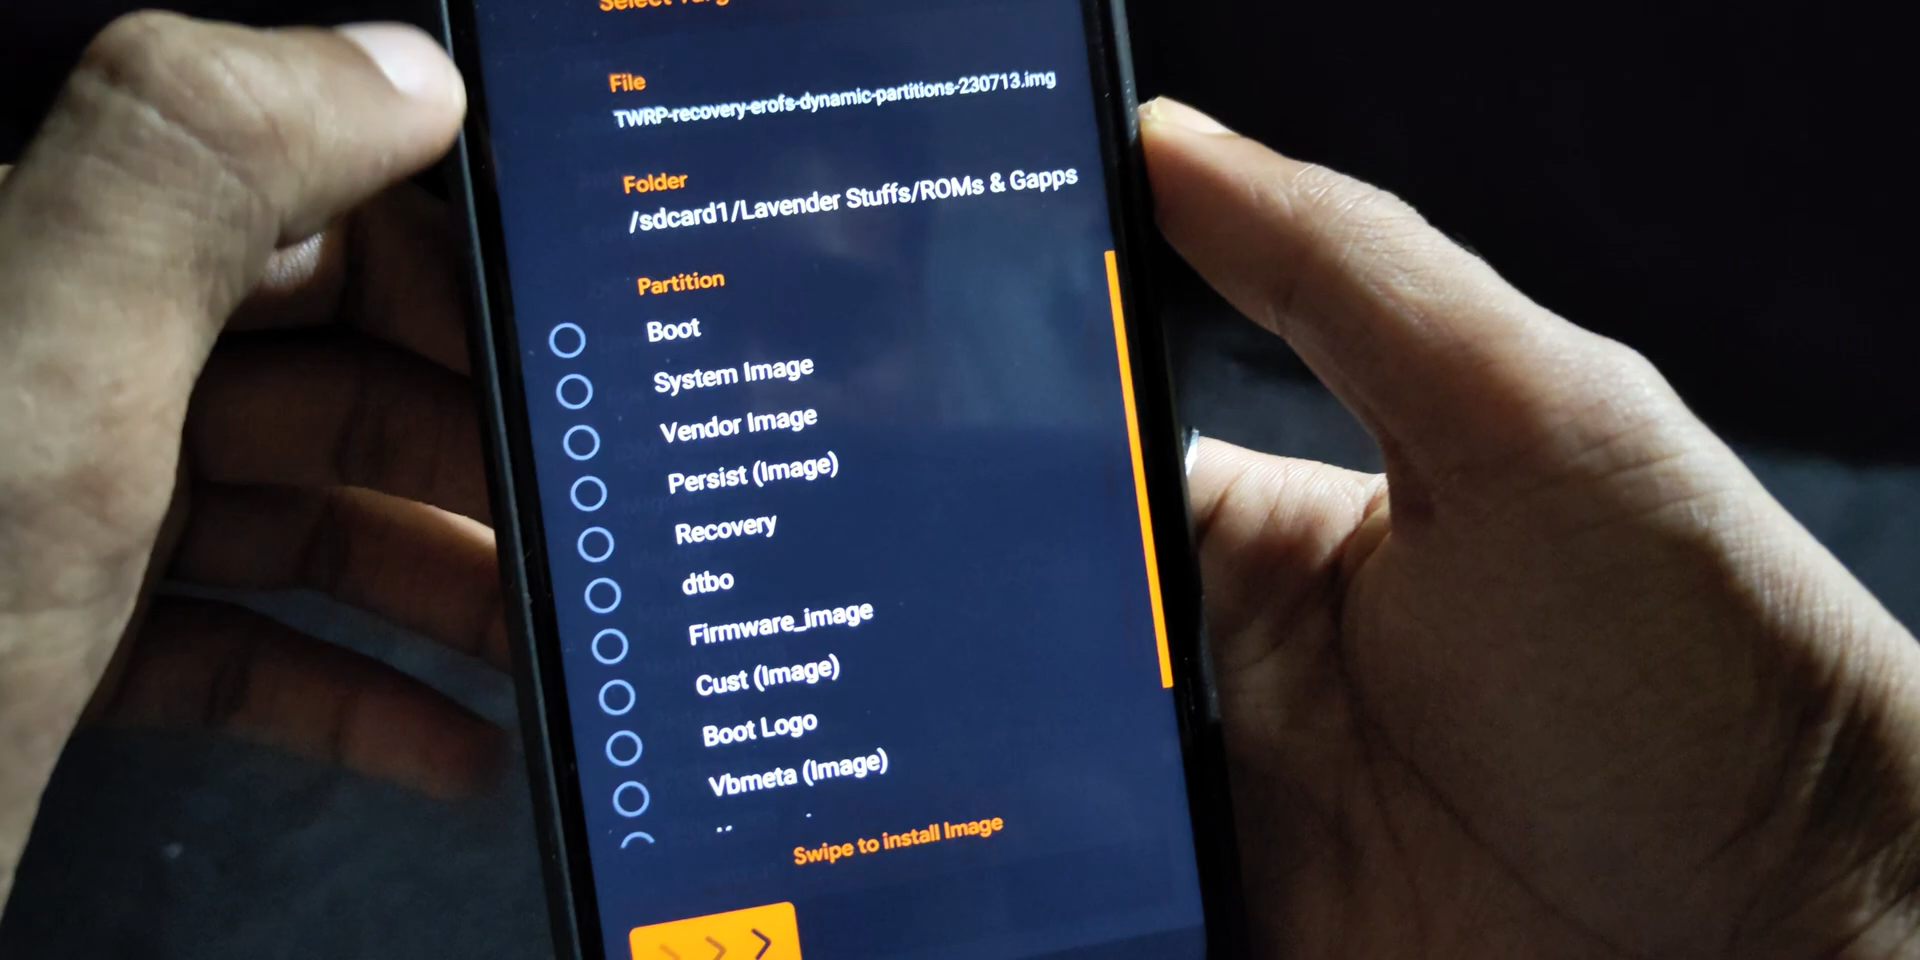 File
TWRP-recovery-erofs-dynamic-partitions-230713.img
Folder
/sdcard1/Lavender Stuffs/ROMs & Gapps
Partition
Boot
System Image
Vendor Image
Persist (Image)
Recovery
dtbo
Firmware_image
Cust (Image)
Boot Logo
Vbmeta (Image)
Swipe to install Image